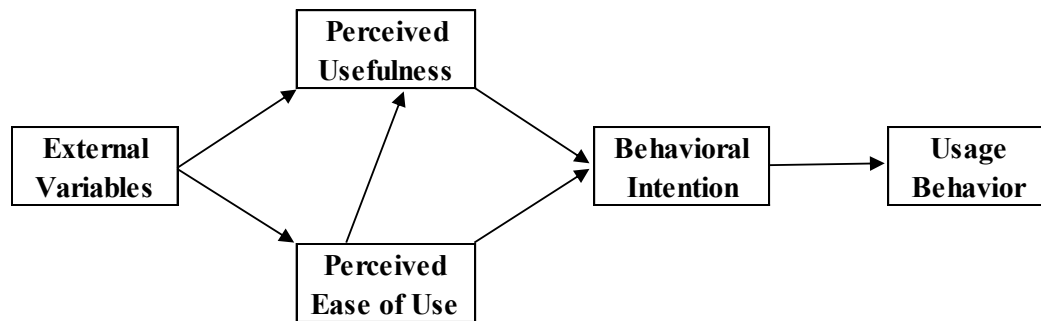 Perceived
Usefulness
External
Variables
Behavioral
Intention
Usage
Behavior
Perceived
Ease of Use